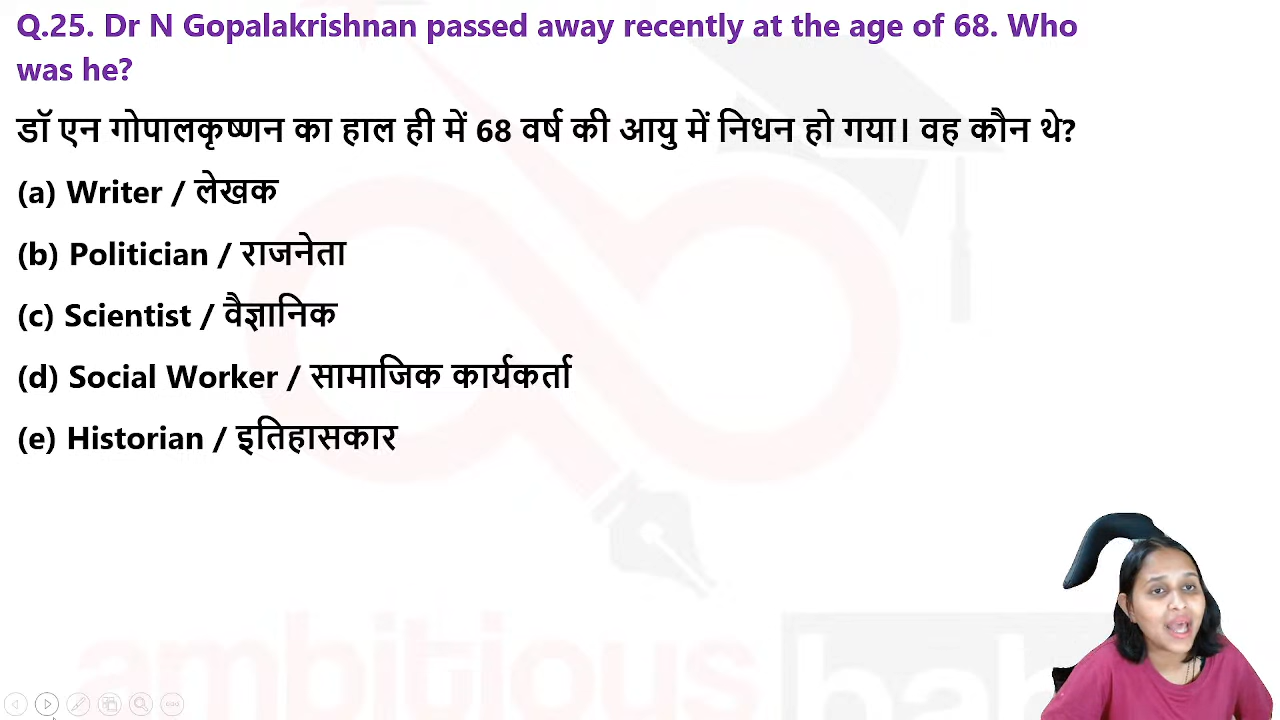 Q.25. Dr N Gopalakrishnan passed away recently at the age of 68. Who
was he?
डॉ एन गोपालकृष्णन का हाल ही में 68 वर्ष की आयु में निधन हो गया। वह कौन थे?
(a) Writer / लेखक
(b) Politician / राजनेता
(c) Scientist / वैज्ञानिक
(d) Social Worker / सामाजिक कार्यकर्ता
(e) Historian / इतिहासकार
ambitious